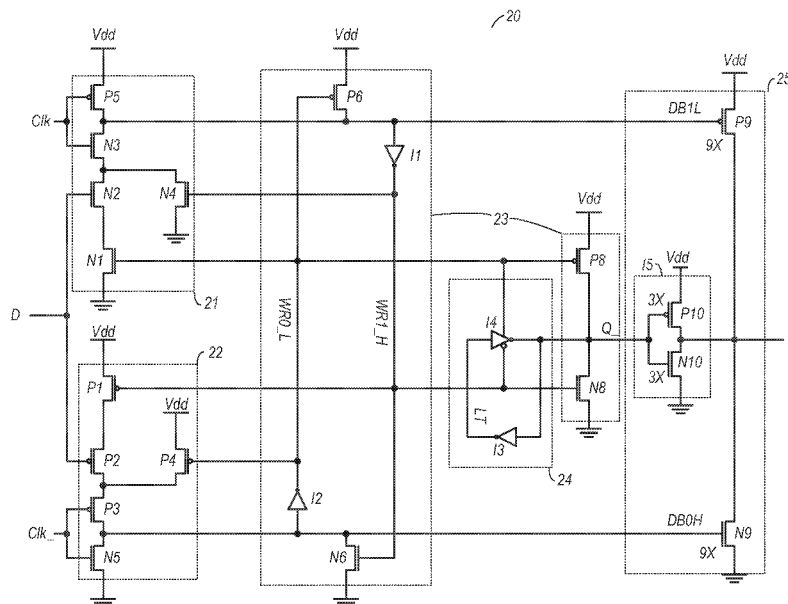 20
Vdd
Vdd
Vdd
25
P5
P6
DB1L
P9
Clk
N3
9X
I1
N2
N4
Vdd
23
N1
P8
I5
Vdd
21
3X
P10
D
WR0_L
WR1_H
I4
Q_
Vdd
22
3X
N10
P1
N8
Vdd
LT
I3
P2
P4
24
P3
I2
Clk_
DB0H
N5
N6
N9
9X